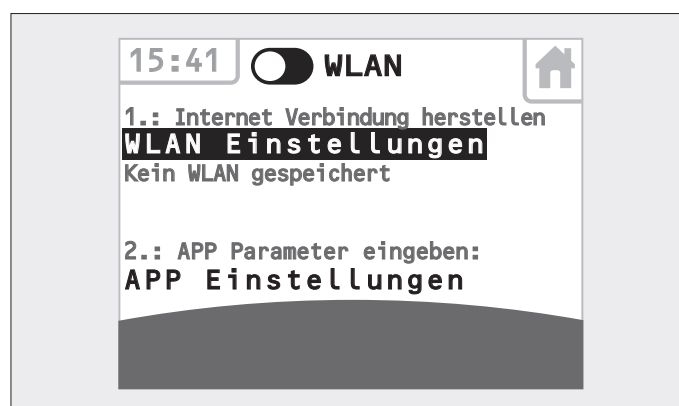 15:41
WLAN
1.: Internet Verbindung herstellen
WLAN Einstellungen
Kein WLAN gespeichert
2.: APP Parameter eingeben:
APP Einstellungen